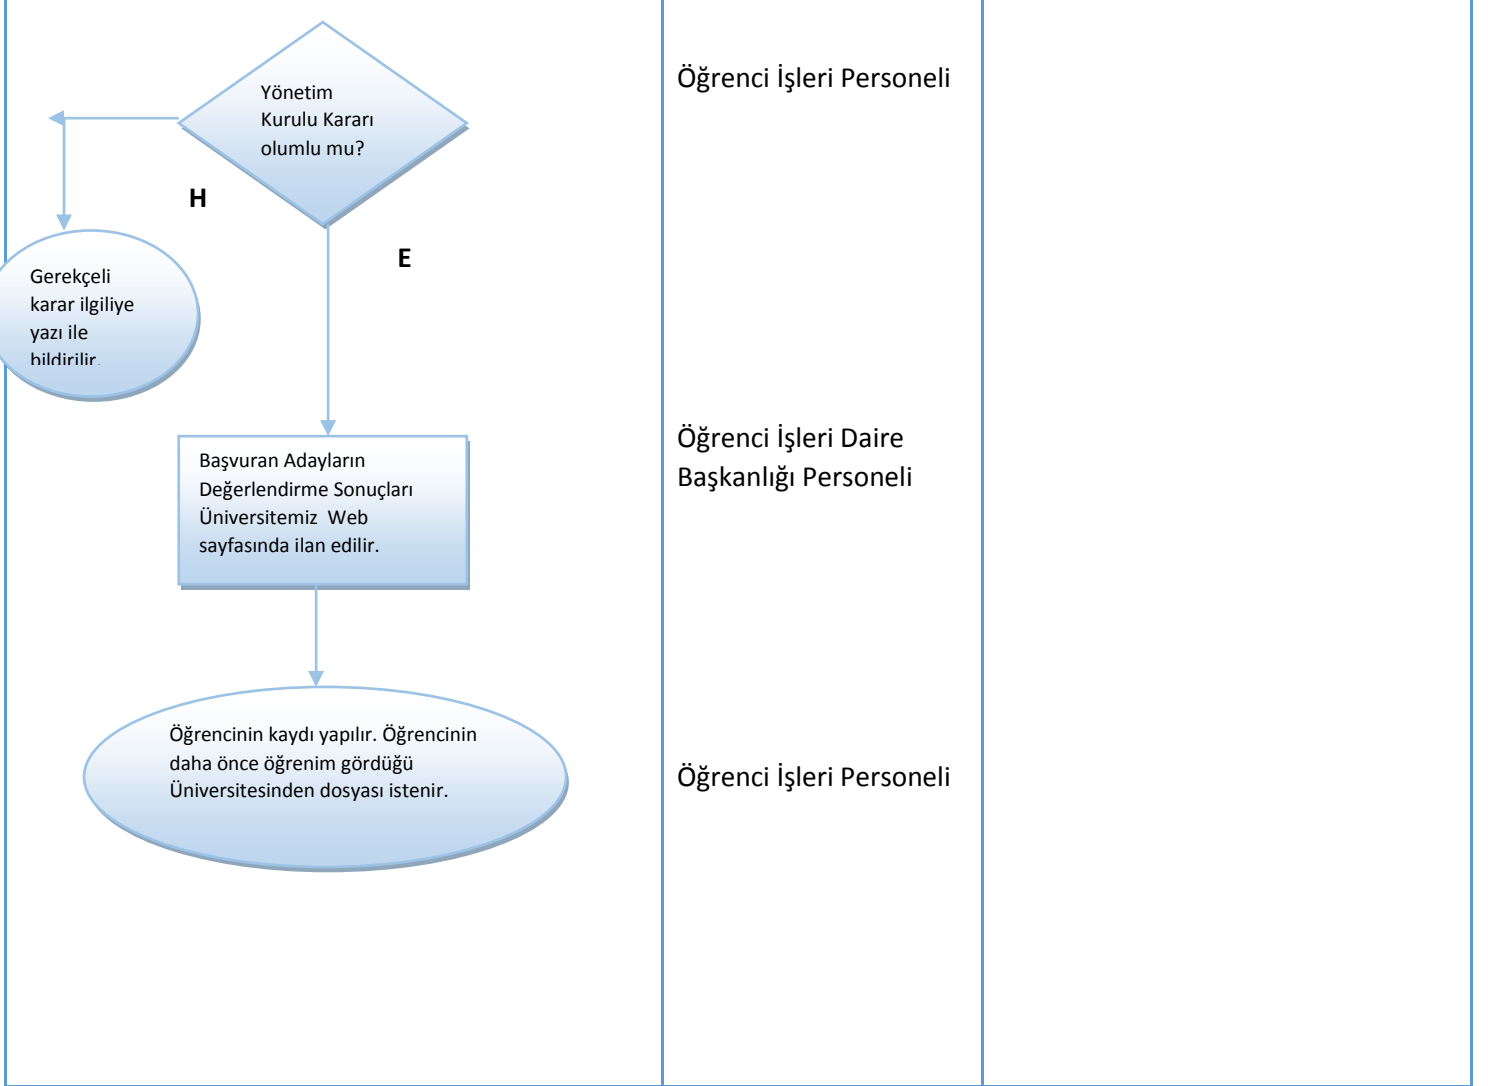 Yönetim
Kurulu Kararı
olumlu mu?
Öğrenci İşleri Personeli
H
E
Gerekçeli
karar ilgiliye
yazı ile
bildirilir.
Başvuran Adayların
Değerlendirme Sonuçları
Üniversitemiz Web
sayfasında ilan edilir.
Öğrenci İşleri Daire
Başkanlığı Personeli
Öğrencinin kaydı yapılır. Öğrencinin
daha önce öğrenim gördüğü
Üniversitesinden dosyası istenir.
Öğrenci İşleri Personeli